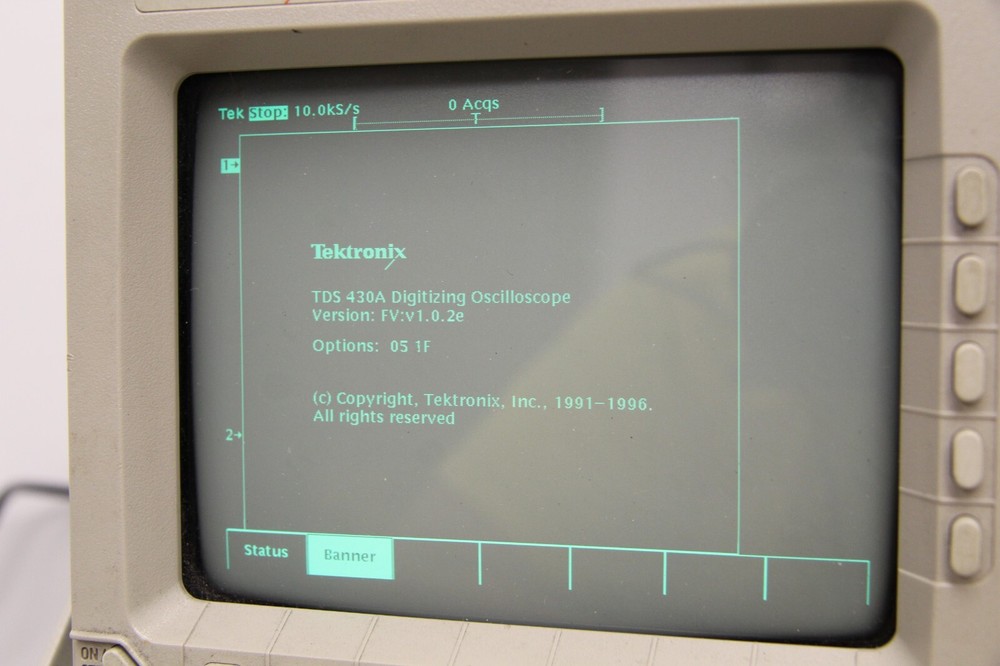 Tek Stop: 10.0kS/s
0 Acqs
T
1→
Tektronix
TDS 430A Digitizing Oscilloscope
Version: FV:v1.0.2e
Options: 05 1F
(c) Copyright, Tektronix, Inc., 1991-1996.
All rights reserved
2→
Status Banner
ON